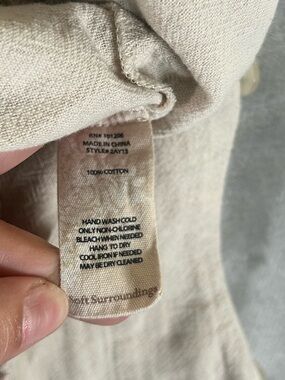 RN# 101206
MADE IN CHINA
STYLE# 2AY13
100% COTTON
HAND WASH COLD
ONLY NON-CHLORINE
BLEACH WHEN NEEDED
HANG TO DRY
COOL IRON IF NEEDED
MAY BE DRY CLEANED
Soft Surroundings